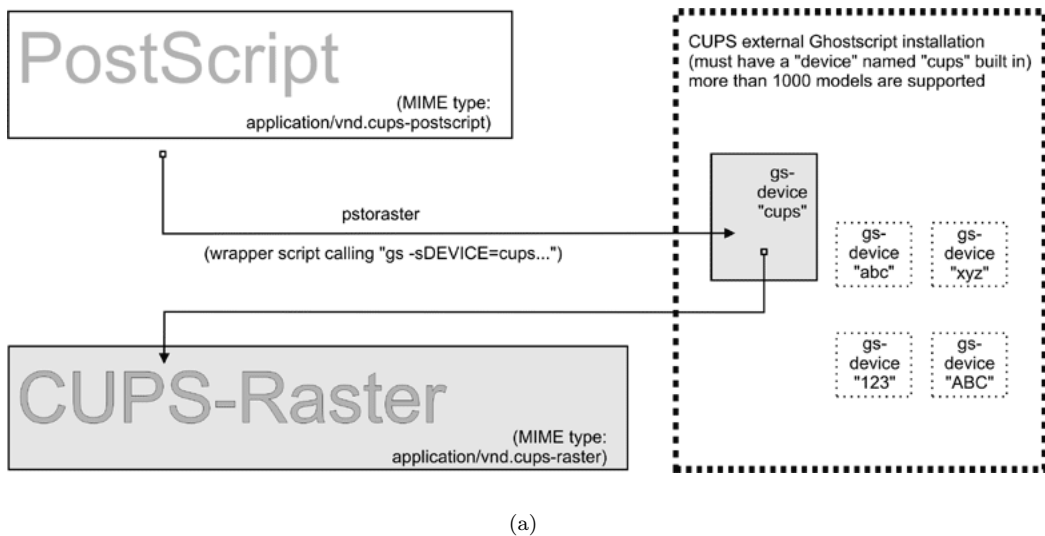 PostScript
(MIME type:
application/vnd.cups-postscript)
CUPS external Ghostscript installation
(must have a "device" named "cups" built in)
more than 1000 models are supported
gs-
device
"cups"
pstoraster
(wrapper script calling "gs -sDEVICE=cups...")
gs-
device
"abc"
gs-
device
"xyz"
gs-
device
"123"
gs-
device
"ABC"
CUPS-Raster
(MIME type:
application/vnd.cups-raster)
(a)